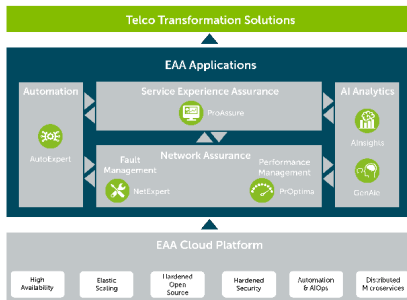 Telco Transformation Solutions
EAA Applications
Automation
Service Experience Assurance
AI Analytics
ProAssure
AInsights
AutoExpert
Network Assurance
Fault
Management
Performance
Management
NetExpert
PrOptima
GenAIe
EAA Cloud Platform
High
Availability
Elastic
Scaling
Hardened
Open
Source
Hardened
Security
Automation
& AIOps
Distributed
Microservices